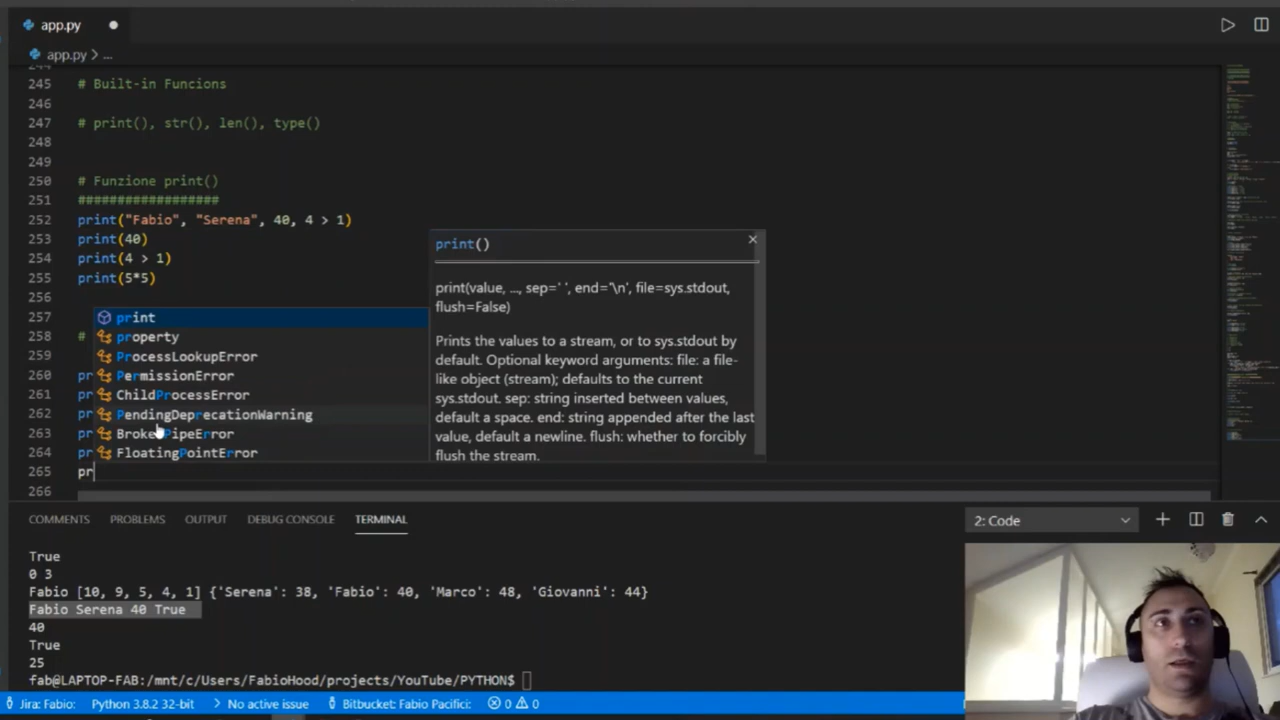 app.py
app.py > ...
244
245 # Built-in Funcions
246
247 # print(), str(), len(), type()
248
249
250 # Funzione print()
251 ##################
252 print("Fabio", "Serena", 40, 4 > 1)
253 print(40)
254 print(4 > 1)
255 print(5*5)
256
257
258 #
259
260 pr
261 pr
262 pr
263 pr
264 pr
265 pr
266
print
property
ProcessLookupError
PermissionError
ChildProcessError
PendingDeprecationWarning
BrokenPipeError
FloatingPointError
print()
print(value, ..., sep=' ', end='\n', file=sys.stdout,
flush=False)
Prints the values to a stream, or to sys.stdout by
default. Optional keyword arguments: file: a file-
like object (stream); defaults to the current
sys.stdout. sep: string inserted between values,
default a space. end: string appended after the last
value, default a newline. flush: whether to forcibly
flush the stream.
COMMENTS PROBLEMS OUTPUT DEBUG CONSOLE TERMINAL 2: Code
True
0 3
Fabio [10, 9, 5, 4, 1] {'Serena': 38, 'Fabio': 40, 'Marco': 48, 'Giovanni': 44}
Fabio Serena 40 True
40
True
25
fab@LAPTOP-FAB:/mnt/c/Users/FabioHood/projects/YouTube/PYTHON$
Jira: Fabio: Python 3.8.2 32-bit No active issue Bitbucket: Fabio Pacifici: 0 0